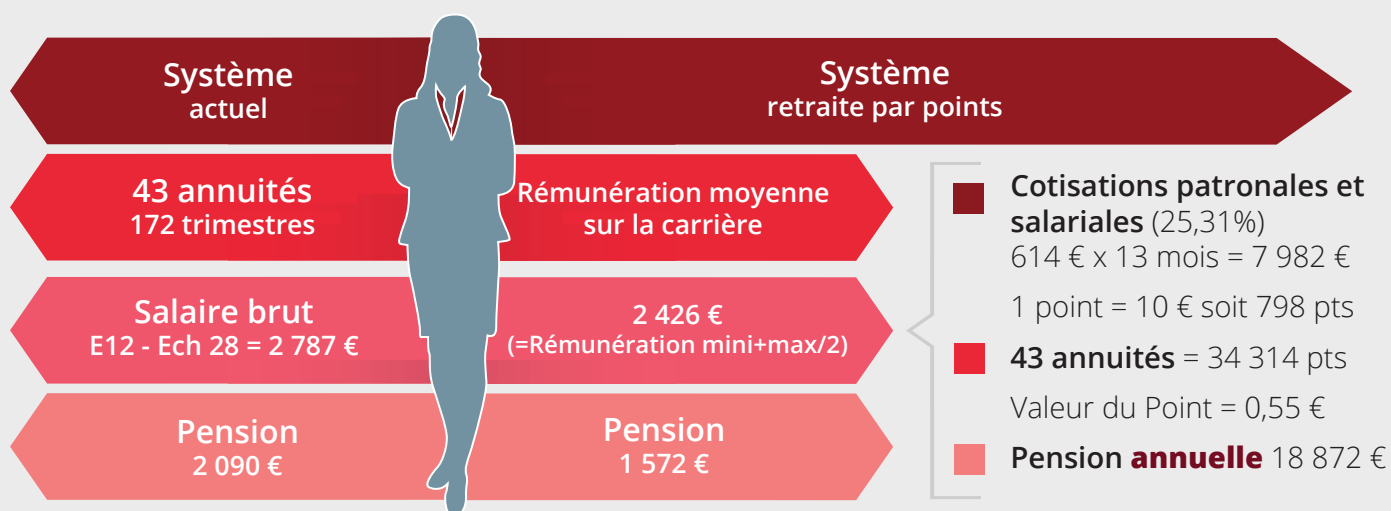 Système
actuel
Système
retraite par points
43 annuités
172 trimestres
Rémunération moyenne
sur la carrière
Salaire brut
E12 - Ech 28 = 2 787 €
2 426 €
(=Rémunération mini+max/2)
Pension
2 090 €
Pension
1 572 €
Cotisations patronales et
salariales (25,31%)
614 € x 13 mois = 7 982 €
1 point = 10 € soit 798 pts
43 annuités = 34 314 pts
Valeur du Point = 0,55 €
Pension annuelle 18 872 €